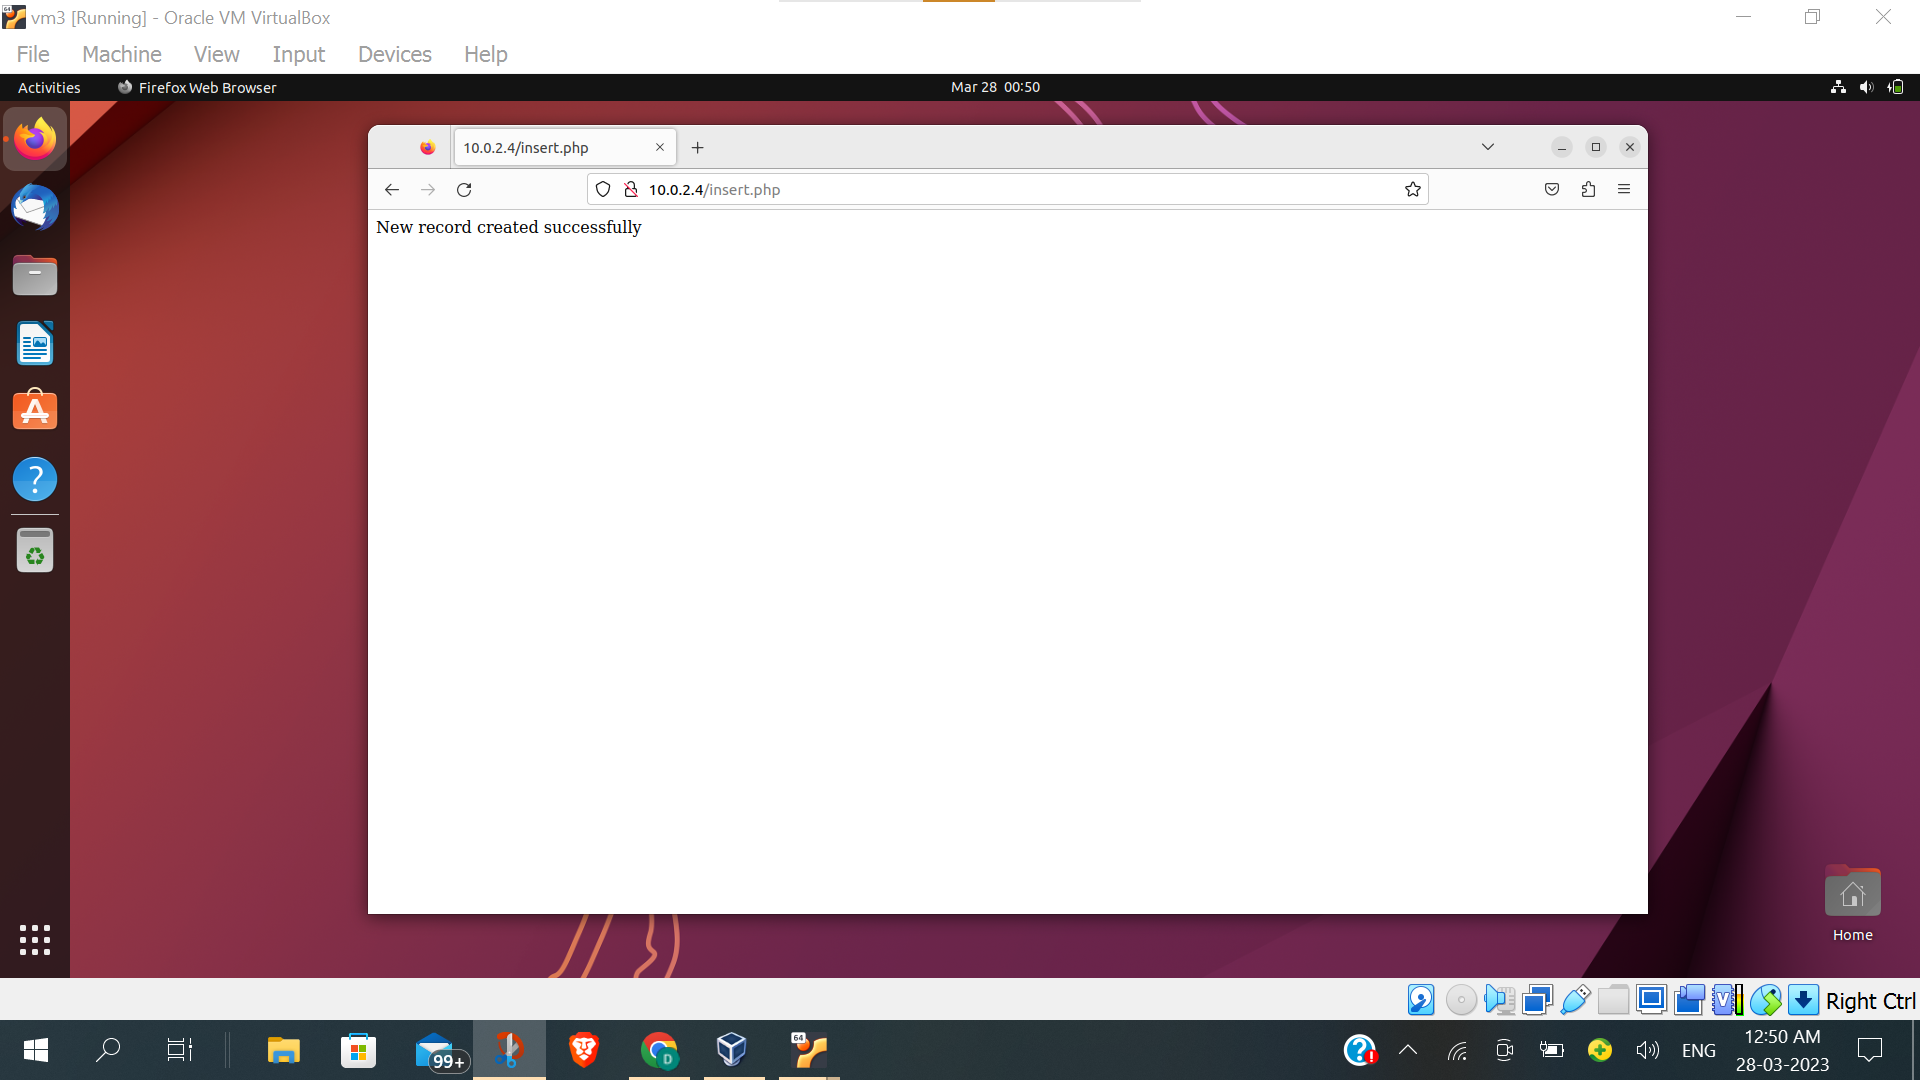 vm3 [Running] - Oracle VM VirtualBox
File Machine View Input Devices Help
Activities Firefox Web Browser Mar 28 00:50
10.0.2.4/insert.php
10.0.2.4/insert.php
New record created successfully
Home
Right Ctrl
99+
D
64
ENG
12:50 AM
28-03-2023